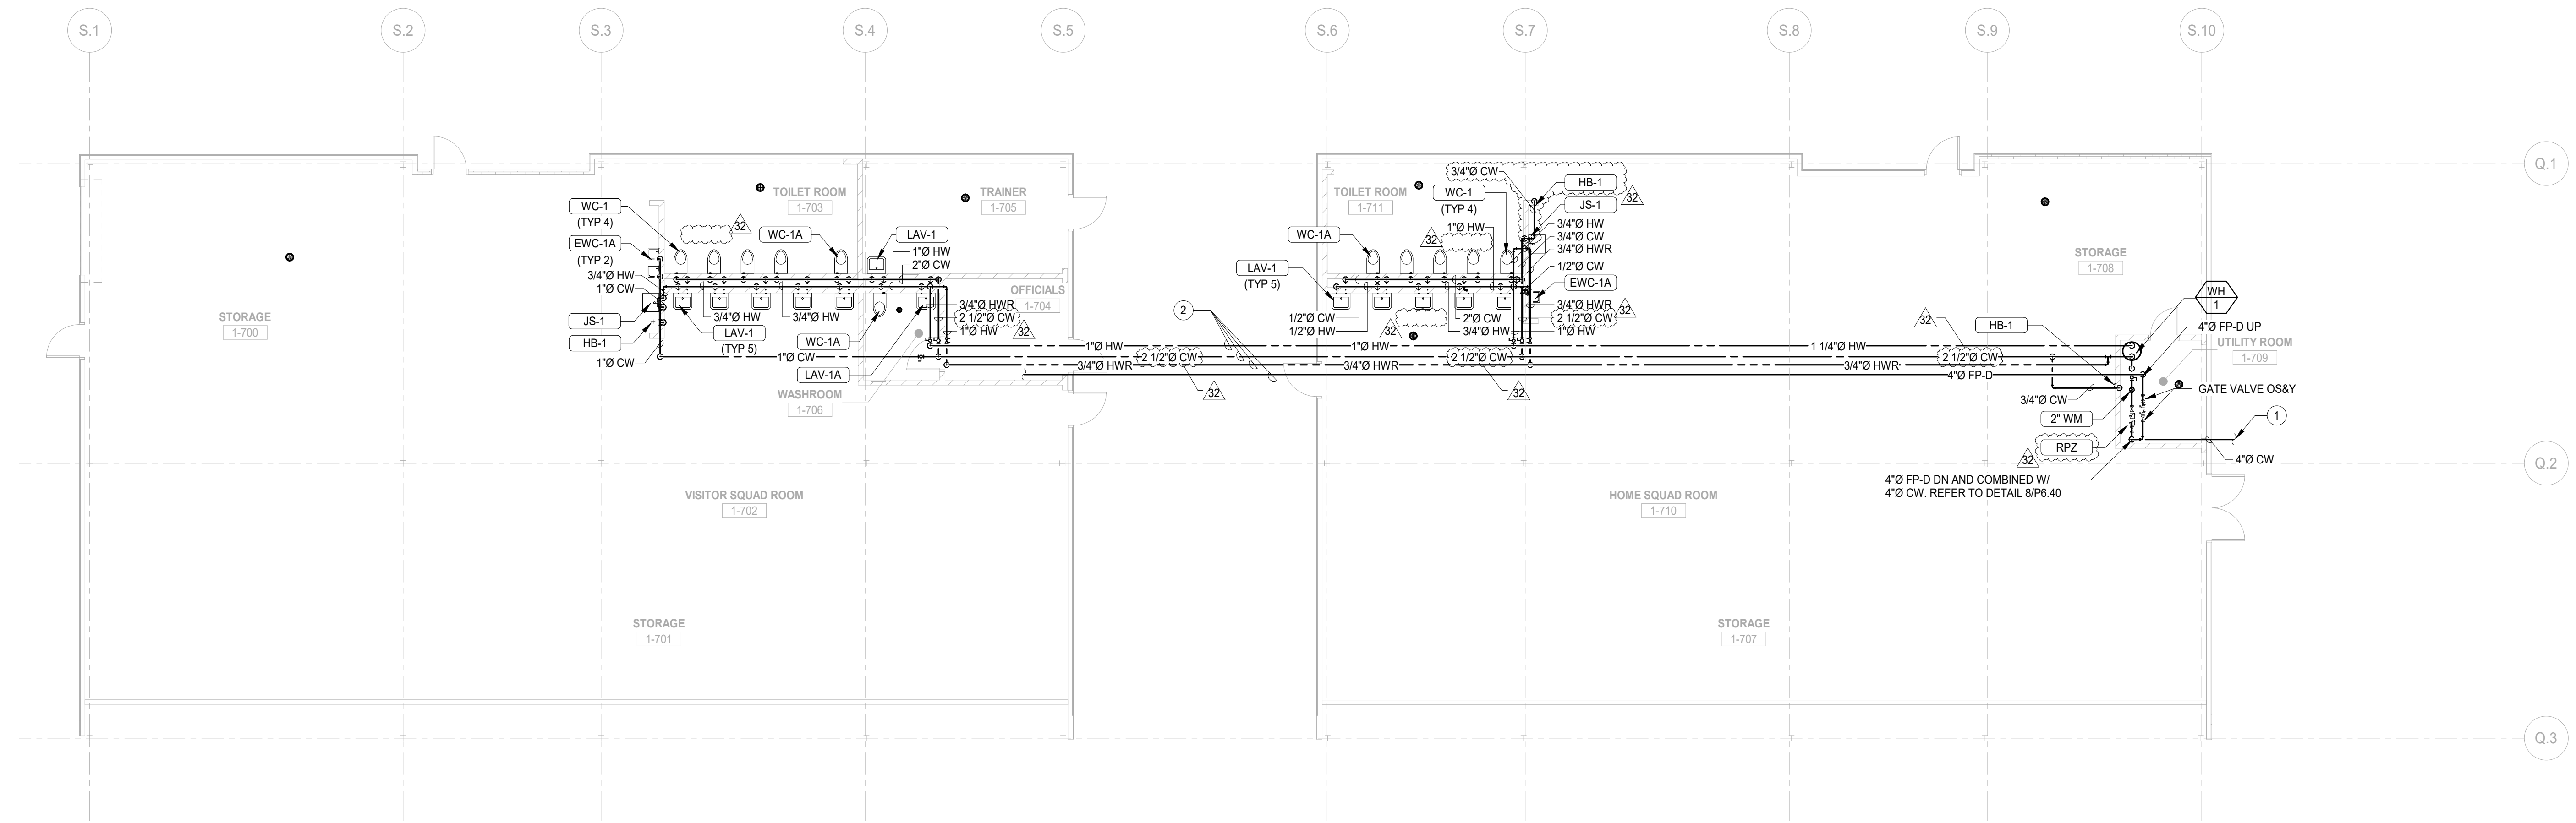 S.1
S.2
S.3
S.4
S.5
S.6
S.7
S.8
S.9
S.10
Q.1
Q.2
Q.3
STORAGE
1-700
WC-1
(TYP 4)
EWC-1A
(TYP 2)
3/4"Ø HW
1"Ø CW
JS-1
HB-1
1"Ø CW
32
TOILET ROOM
1-703
WC-1A
LAV-1
1"Ø HW
2"Ø CW
TRAINER
1-705
OFFICIALS
1-704
3/4"Ø HWR
2 1/2"Ø CW
1"Ø HW
32
3/4"Ø HW
3/4"Ø HW
LAV-1
(TYP 5)
WC-1A
LAV-1A
1"Ø CW
WASHROOM
1-706
VISITOR SQUAD ROOM
1-702
STORAGE
1-701
2
1"Ø HW
2 1/2"Ø CW
3/4"Ø HWR
32
TOILET ROOM
1-711
3/4"Ø CW
WC-1
(TYP 4)
HB-1
32
JS-1
3/4"Ø HW
3/4"Ø CW
3/4"Ø HWR
1"Ø HW
32
WC-1A
LAV-1
(TYP 5)
1/2"Ø CW
EWC-1A
3/4"Ø HWR
2 1/2"Ø CW
32
1"Ø HW
1/2"Ø CW
1/2"Ø HW
32
2"Ø CW
3/4"Ø HW
1"Ø HW
2 1/2"Ø CW
3/4"Ø HWR
32
1 1/4"Ø HW
2 1/2"Ø CW
3/4"Ø HWR
4"Ø FP-D
32
STORAGE
1-708
WH
1
HB-1
4"Ø FP-D UP
UTILITY ROOM
1-709
GATE VALVE OS&Y
3/4"Ø CW
2" WM
1
RPZ
32
4"Ø CW
4"Ø FP-D DN AND COMBINED W/
4"Ø CW. REFER TO DETAIL 8/P6.40
HOME SQUAD ROOM
1-710
STORAGE
1-707